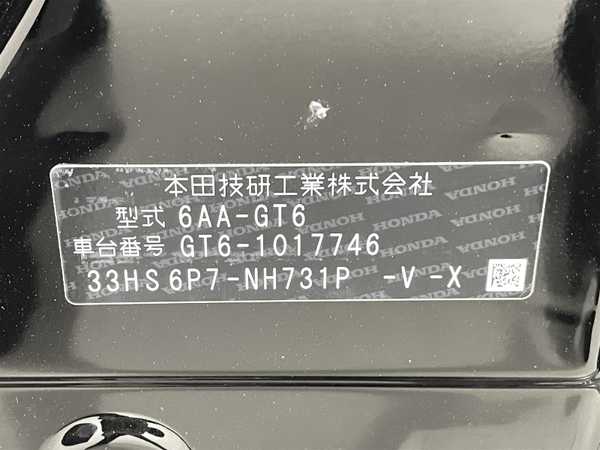 本田技研工業株式会社
型式 6AA-GT6
車台番号 GT6-1017746
33HS6P7-NH731P -V-X